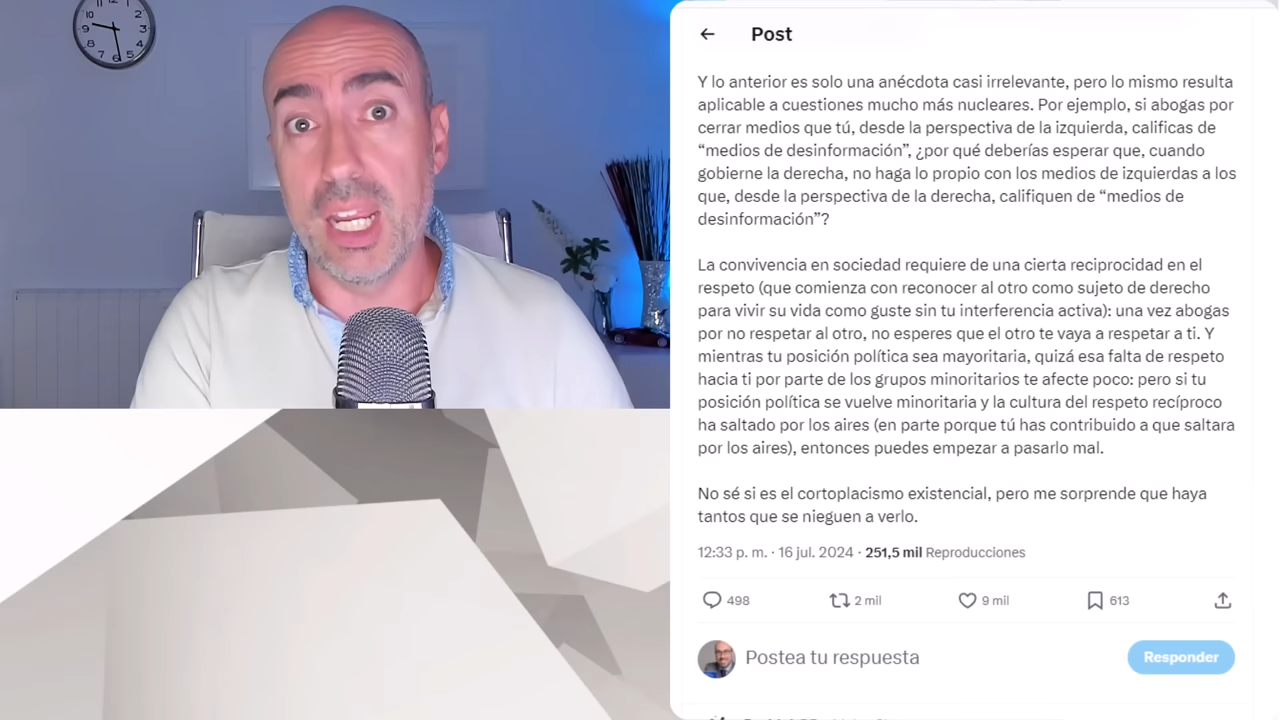 Post
Y lo anterior es solo una anécdota casi irrelevante, pero lo mismo resulta
aplicable a cuestiones mucho más nucleares. Por ejemplo, si abogas por
cerrar medios que tú, desde la perspectiva de la izquierda, calificas de
“medios de desinformación”, ¿por qué deberías esperar que, cuando
gobierne la derecha, no haga lo propio con los medios de izquierdas a los
que, desde la perspectiva de la derecha, califiquen de “medios de
desinformación”?
La convivencia en sociedad requiere de una cierta reciprocidad en el
respeto (que comienza con reconocer al otro como sujeto de derecho
para vivir su vida como guste sin tu interferencia activa): una vez abogas
por no respetar al otro, no esperes que el otro te vaya a respetar a ti. Y
mientras tu posición política sea mayoritaria, quizá esa falta de respeto
hacia ti por parte de los grupos minoritarios te afecte poco: pero si tu
posición política se vuelve minoritaria y la cultura del respeto recíproco
ha saltado por los aires (en parte porque tú has contribuido a que saltara
por los aires), entonces puedes empezar a pasarlo mal.
No sé si es el cortoplacismo existencial, pero me sorprende que haya
tantos que se nieguen a verlo.
12:33 p. m. · 16 jul. 2024 · 251,5 mil Reproducciones
498 2 mil 9 mil 613
Postea tu respuesta
Responder
10 2
9 3
8 4
7 6 5